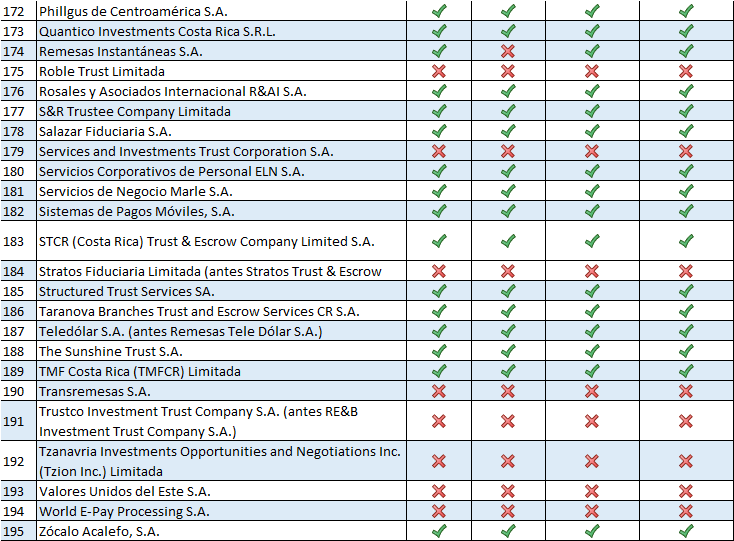 172 Phillgus de Centroamérica S.A.
173 Quantico Investments Costa Rica S.R.L.
174 Remesas Instantáneas S.A.
175 Roble Trust Limitada
176 Rosales y Asociados Internacional R&AI S.A.
177 S&R Trustee Company Limitada
178 Salazar Fiduciaria S.A.
179 Services and Investments Trust Corporation S.A.
180 Servicios Corporativos de Personal ELN S.A.
181 Servicios de Negocio Marle S.A.
182 Sistemas de Pagos Móviles, S.A.
183 STCR (Costa Rica) Trust & Escrow Company Limited S.A.
184 Stratos Fiduciaria Limitada (antes Stratos Trust & Escrow
185 Structured Trust Services SA.
186 Taranova Branches Trust and Escrow Services CR S.A.
187 Teledólar S.A. (antes Remesas Tele Dólar S.A.)
188 The Sunshine Trust S.A.
189 TMF Costa Rica (TMFCR) Limitada
190 Transremesas S.A.
191 Trustco Investment Trust Company S.A. (antes RE&B
Investment Trust Company S.A.)
192 Tzanavria Investments Opportunities and Negotiations Inc.
(Tzion Inc.) Limitada
193 Valores Unidos del Este S.A.
194 World E-Pay Processing S.A.
195 Zócalo Acalefo, S.A.